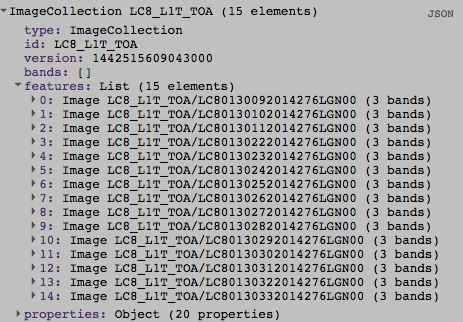 ImageCollection LC8_L1T_TOA (15 elements) JSON
type: ImageCollection
id: LC8_L1T_TOA
version: 1442515609043000
bands: []
features: List (15 elements)
0: Image LC8_L1T_TOA/LC80130092014276LGN00 (3 bands)
1: Image LC8_L1T_TOA/LC80130102014276LGN00 (3 bands)
2: Image LC8_L1T_TOA/LC80130112014276LGN00 (3 bands)
3: Image LC8_L1T_TOA/LC80130222014276LGN00 (3 bands)
4: Image LC8_L1T_TOA/LC80130232014276LGN00 (3 bands)
5: Image LC8_L1T_TOA/LC80130242014276LGN00 (3 bands)
6: Image LC8_L1T_TOA/LC80130252014276LGN00 (3 bands)
7: Image LC8_L1T_TOA/LC80130262014276LGN00 (3 bands)
8: Image LC8_L1T_TOA/LC80130272014276LGN00 (3 bands)
9: Image LC8_L1T_TOA/LC80130282014276LGN00 (3 bands)
10: Image LC8_L1T_TOA/LC80130292014276LGN00 (3 bands)
11: Image LC8_L1T_TOA/LC80130302014276LGN00 (3 bands)
12: Image LC8_L1T_TOA/LC80130312014276LGN00 (3 bands)
13: Image LC8_L1T_TOA/LC80130322014276LGN00 (3 bands)
14: Image LC8_L1T_TOA/LC80130332014276LGN00 (3 bands)
properties: Object (20 properties)